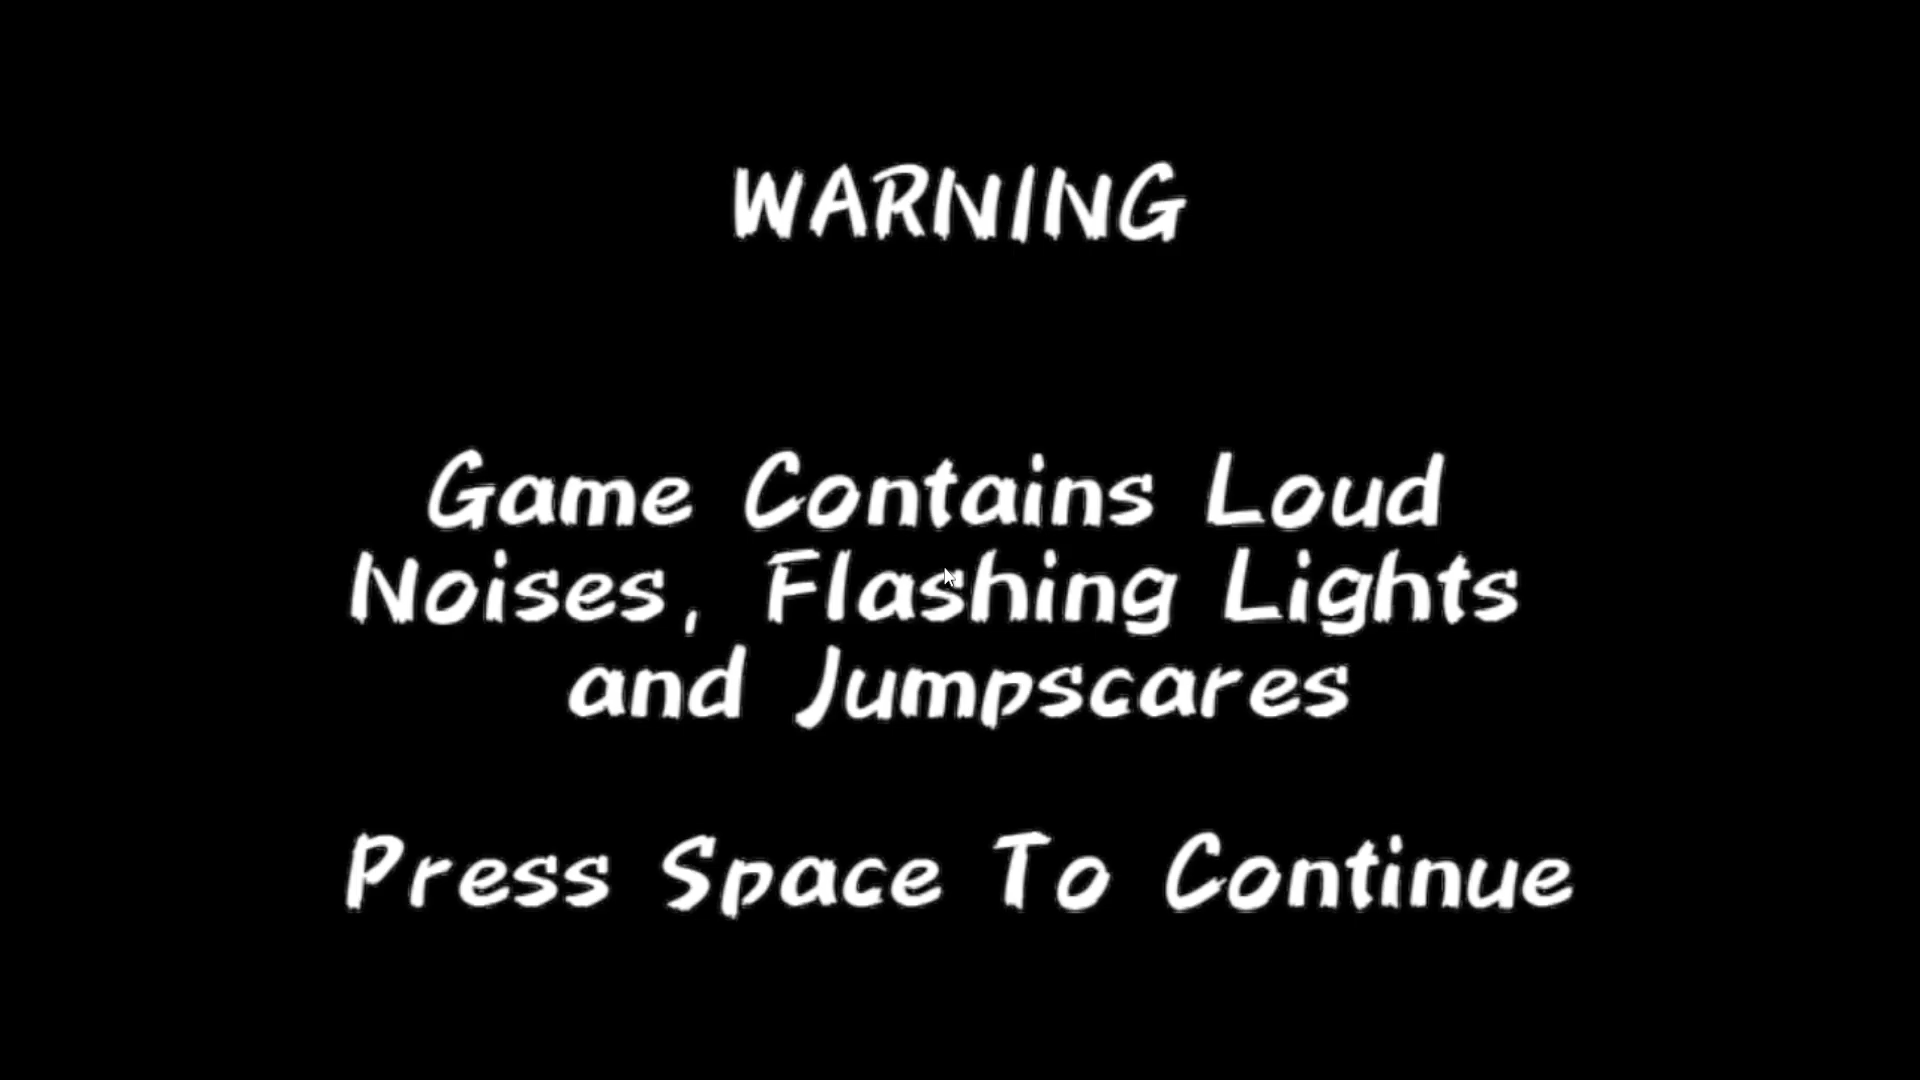 WARNING
Game Contains Loud
Noises, Flashing Lights
and Jumpscares
Press Space To Continue